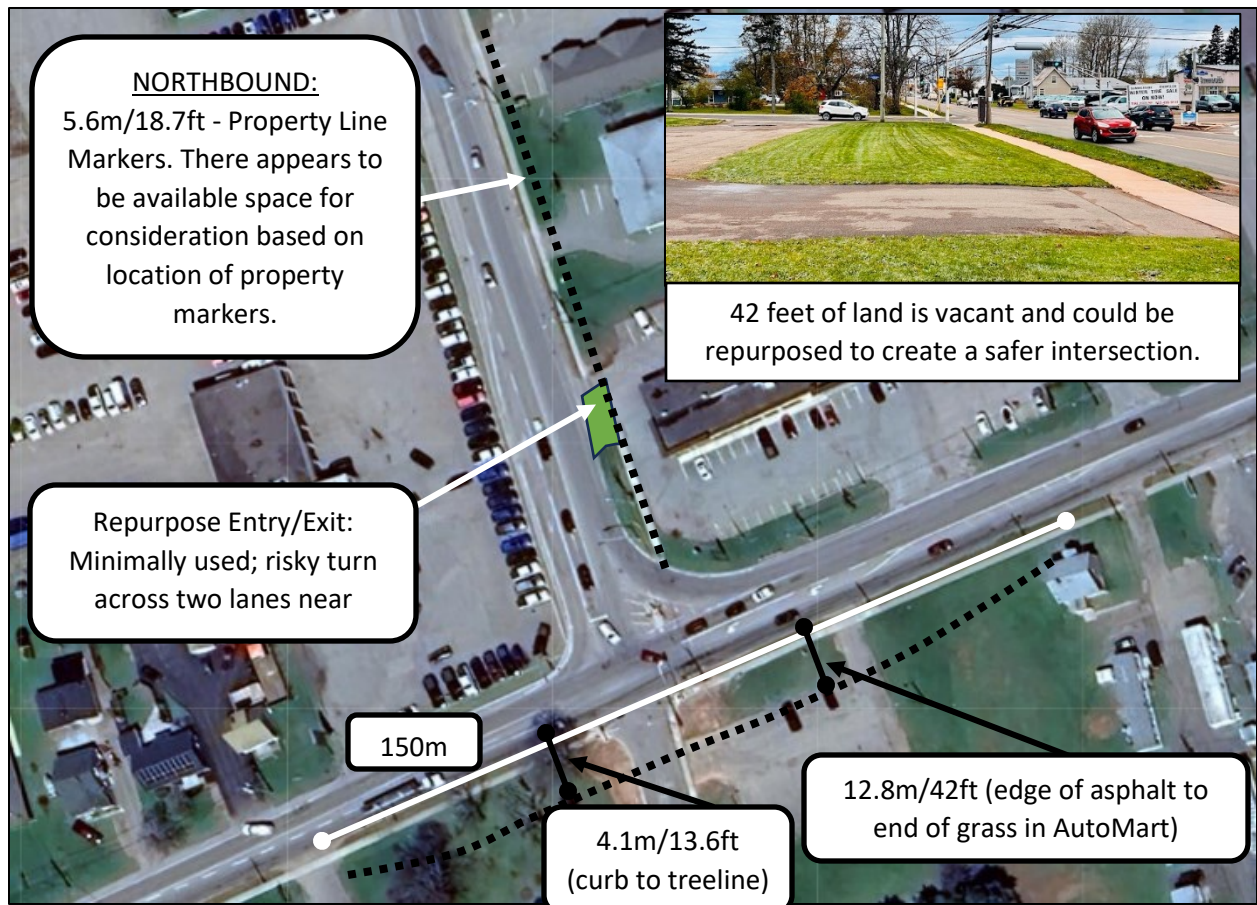 NORTHBOUND:
5.6m/18.7ft - Property Line
Markers. There appears to
be available space for
consideration based on
location of property
markers.
42 feet of land is vacant and could be
repurposed to create a safer intersection.
Repurpose Entry/Exit:
Minimally used; risky turn
across two lanes near
150m
4.1m/13.6ft
(curb to treeline)
12.8m/42ft (edge of asphalt to
end of grass in AutoMart)